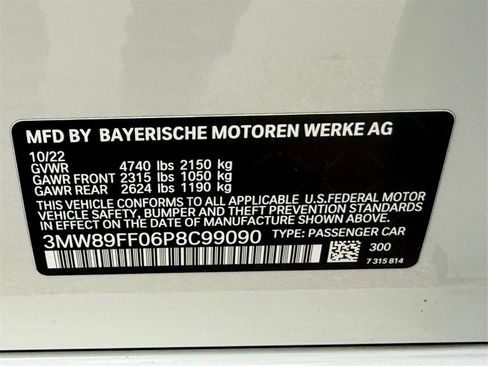 MFD BY BAYERISCHE MOTOREN WERKE AG
10/22
GVWR 4740 lbs 2150 kg
GAWR FRONT 2315 lbs 1050 kg
GAWR REAR 2624 lbs 1190 kg
THIS VEHICLE CONFORMS TO ALL APPLICABLE U.S.FEDERAL MOTOR
VEHICLE SAFETY, BUMPER, AND THEFT PREVENTION STANDARDS
IN EFFECT ON THE DATE OF MANUFACTURE SHOWN ABOVE.
3MW89FF06P8C99090 TYPE: PASSENGER CAR
300
7 315 814